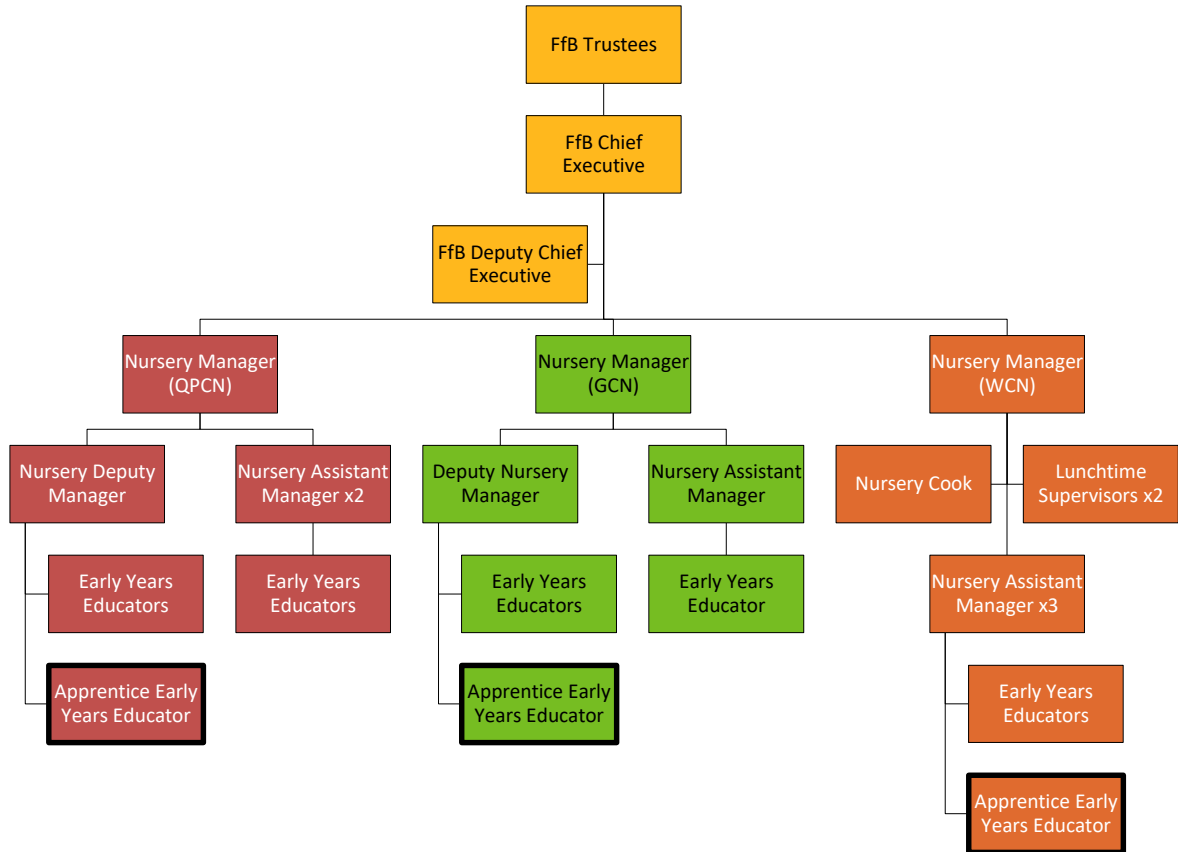 FfB Trustees
FfB Chief
Executive
FfB Deputy Chief
Executive
Nursery Manager
(QPCN)
Nursery Manager
(GCN)
Nursery Manager
(WCN)
Nursery Deputy
Manager
Nursery Assistant
Manager x2
Deputy Nursery
Manager
Nursery Assistant
Manager
Nursery Cook
Lunchtime
Supervisors x2
Early Years
Educators
Early Years
Educators
Early Years
Educators
Early Years
Educator
Nursery Assistant
Manager x3
Apprentice Early
Years Educator
Apprentice Early
Years Educator
Early Years
Educators
Apprentice Early
Years Educator